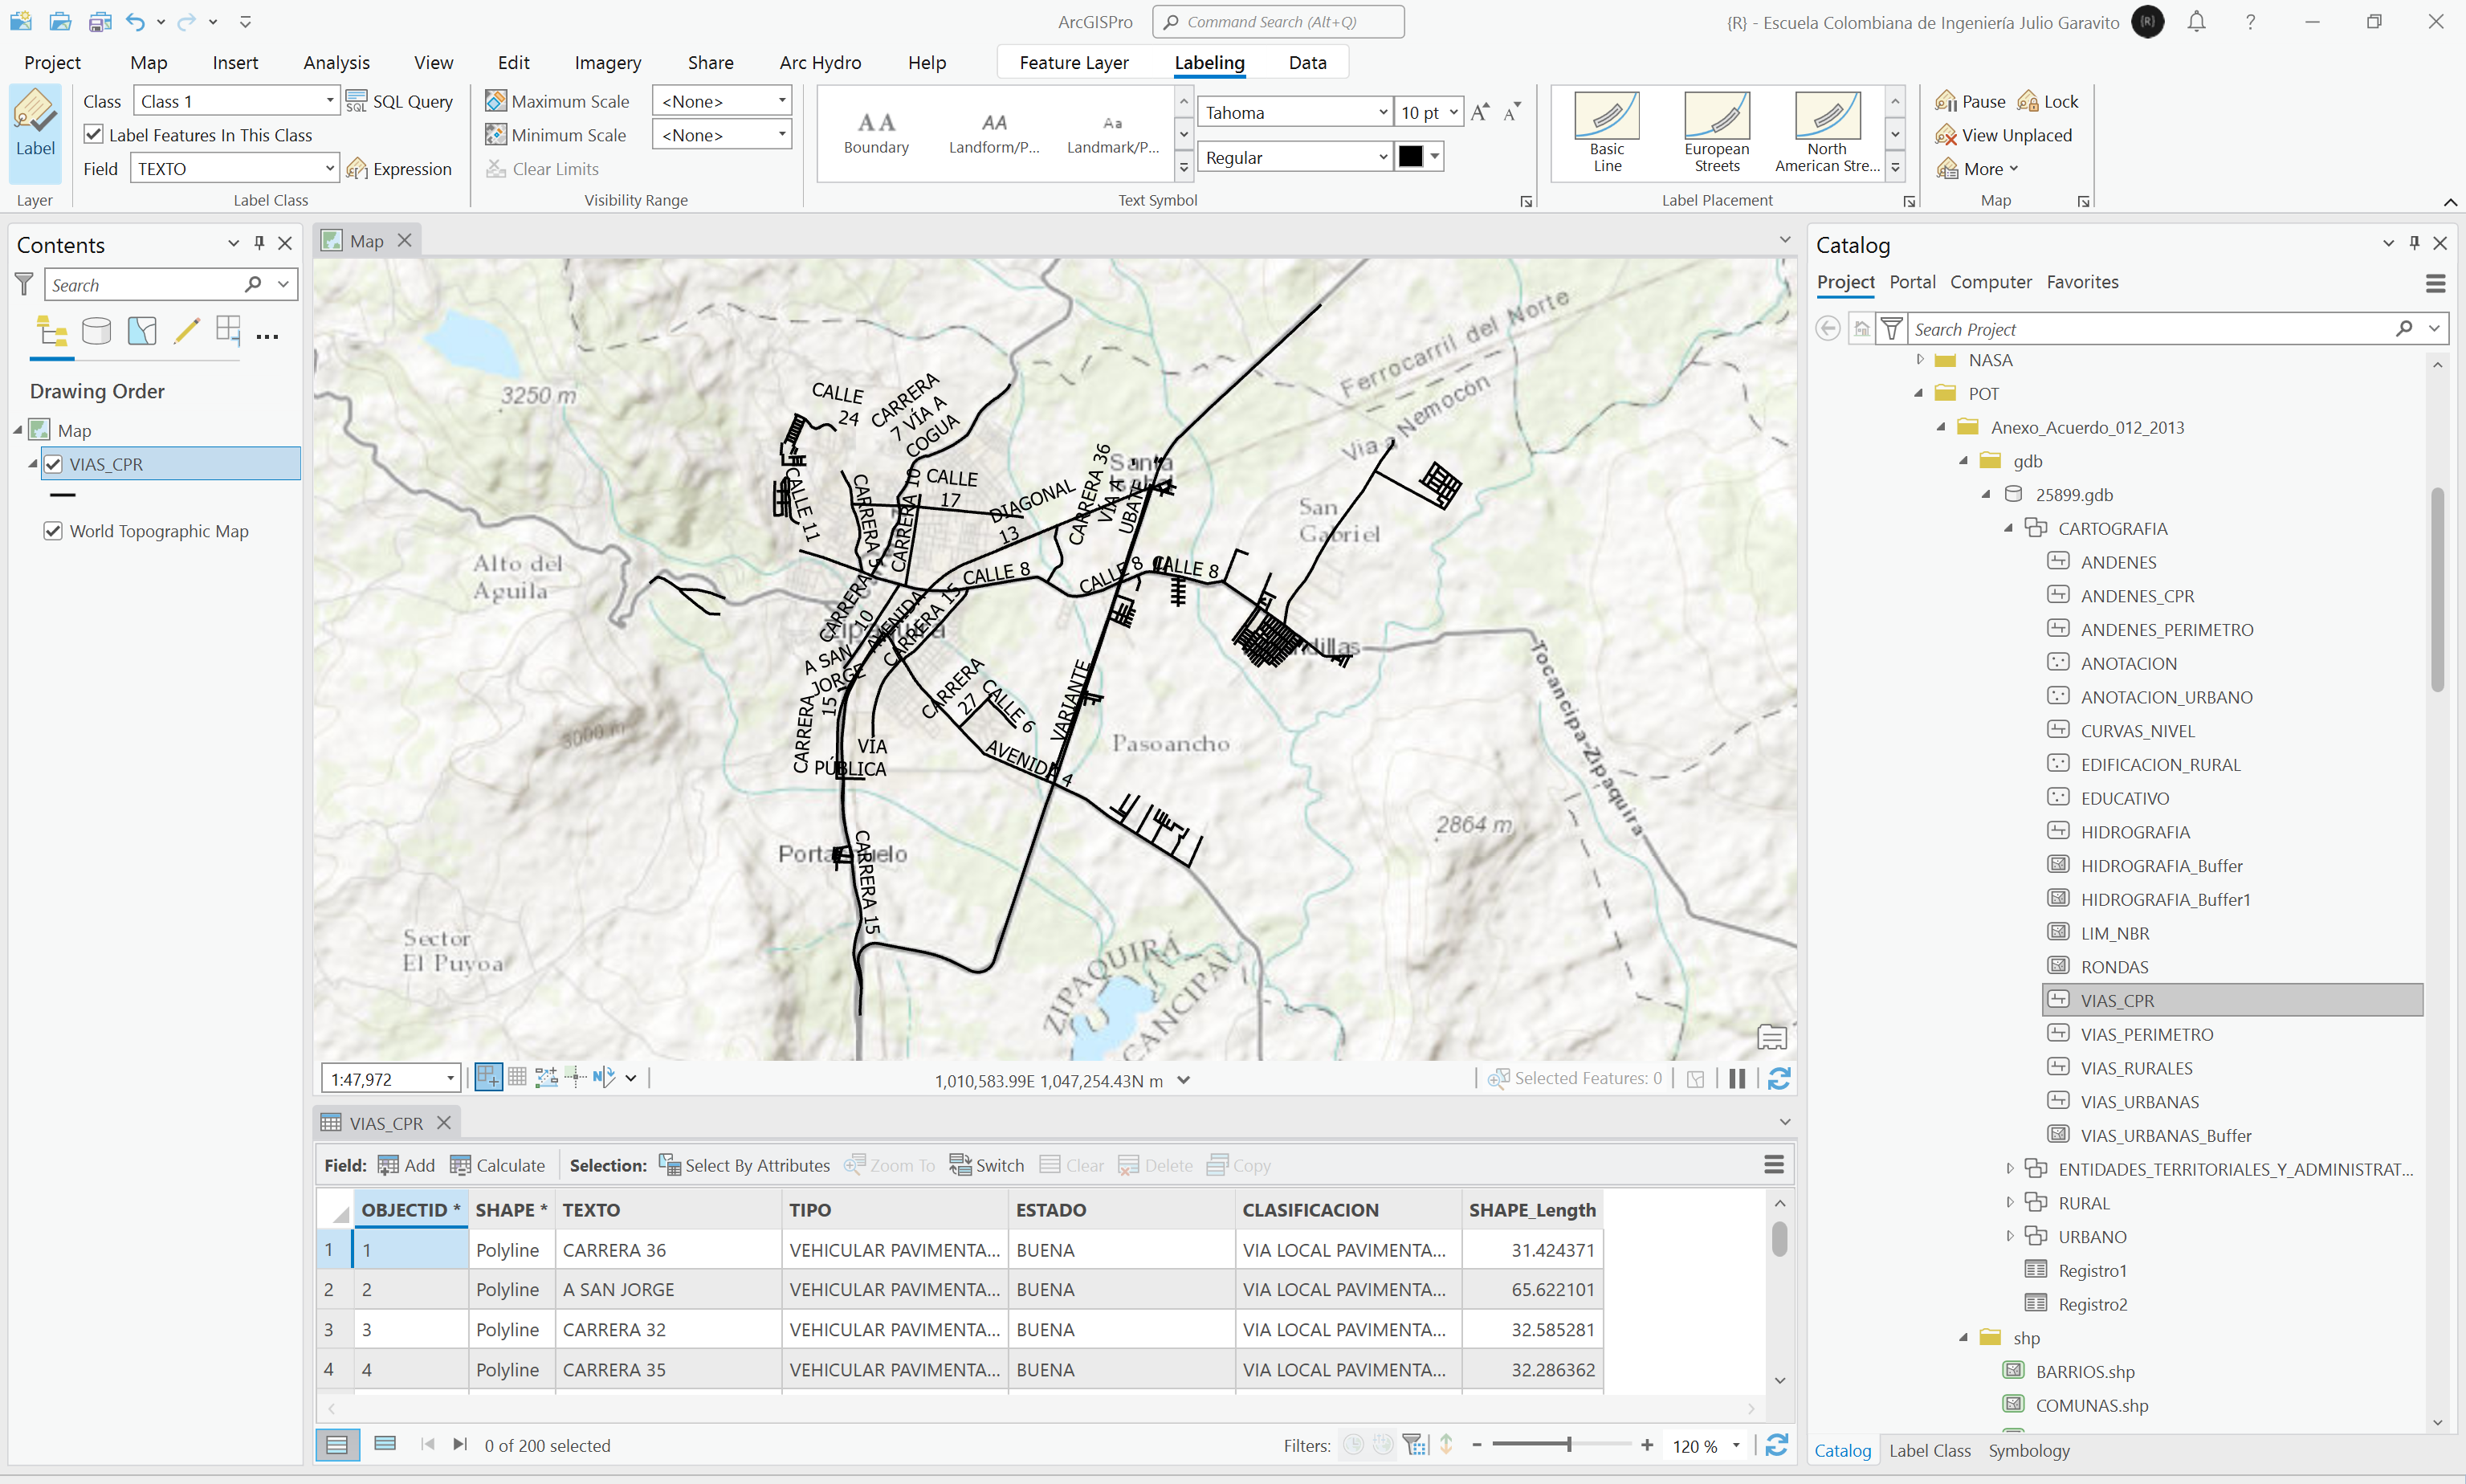 ArcGISPro
Command Search (Alt+Q)
{R} - Escuela Colombiana de Ingeniería Julio Garavito
{R}
?
Project Map Insert Analysis View Edit Imagery Share Arc Hydro Help Feature Layer Labeling Data
Label
Layer
Class Class 1 SQL Query
Label Features In This Class
Field TEXTO Expression
Label Class
Maximum Scale <None>
Minimum Scale <None>
Clear Limits
Visibility Range
AA Boundary
AA Landform/P...
Aa Landmark/P...
Tahoma 10 pt
Regular
Text Symbol
Basic Line
European Streets
North American Stre...
Label Placement
Pause Lock
View Unplaced
More
Map
Contents
Search
Drawing Order
Map
VIAS_CPR
World Topographic Map
Map
3250 m
CALLE 24
CARRERA 7 VÍA A COGUA
Ferrocarril del Norte
Via a Nemocón
Santa Isabel
CARRERA 36
VÍA A UBATÉ
CALLE 17
CARRERA 10
DIAGONAL 13
CALLE 11
CARRERA 5
CARRERA 10
San Gabriel
Alto del Aguila
CALLE 8
CALLE 8
CALLE 8
CARRERA 10
AVENIDA
CARRERA 15
Zipaquirá
A SAN JORGE
CARRERA 27
CALLE 6
VARIANTE
CARRERA 15
VIA PÚBLICA
AVENIDA 4
Pasoancho
3000 m
Tocancipa-Zipaquira
2864 m
Portachuelo
CARRERA 15
Sector El Puyoa
ZIPAQUIRÁ
1:47,972
1,010,583.99E 1,047,254.43N m
Selected Features: 0
VIAS_CPR
Field: Add Calculate Selection: Select By Attributes Zoom To Switch Clear Delete Copy
OBJECTID * SHAPE * TEXTO TIPO ESTADO CLASIFICACION SHAPE_Length
1 1 Polyline CARRERA 36 VEHICULAR PAVIMENTA... BUENA VIA LOCAL PAVIMENTA... 31.424371
2 2 Polyline A SAN JORGE VEHICULAR PAVIMENTA... BUENA VIA LOCAL PAVIMENTA... 65.622101
3 3 Polyline CARRERA 32 VEHICULAR PAVIMENTA... BUENA VIA LOCAL PAVIMENTA... 32.585281
4 4 Polyline CARRERA 35 VEHICULAR PAVIMENTA... BUENA VIA LOCAL PAVIMENTA... 32.286362
0 of 200 selected
Filters: 120 %
Catalog
Project Portal Computer Favorites
Search Project
NASA
POT
Anexo_Acuerdo_012_2013
gdb
25899.gdb
CARTOGRAFIA
ANDENES
ANDENES_CPR
ANDENES_PERIMETRO
ANOTACION
ANOTACION_URBANO
CURVAS_NIVEL
EDIFICACION_RURAL
EDUCATIVO
HIDROGRAFIA
HIDROGRAFIA_Buffer
HIDROGRAFIA_Buffer1
LIM_NBR
RONDAS
VIAS_CPR
VIAS_PERIMETRO
VIAS_RURALES
VIAS_URBANAS
VIAS_URBANAS_Buffer
ENTIDADES_TERRITORIALES_Y_ADMINISTRAT...
RURAL
URBANO
Registro1
Registro2
shp
BARRIOS.shp
COMUNAS.shp
Catalog Label Class Symbology